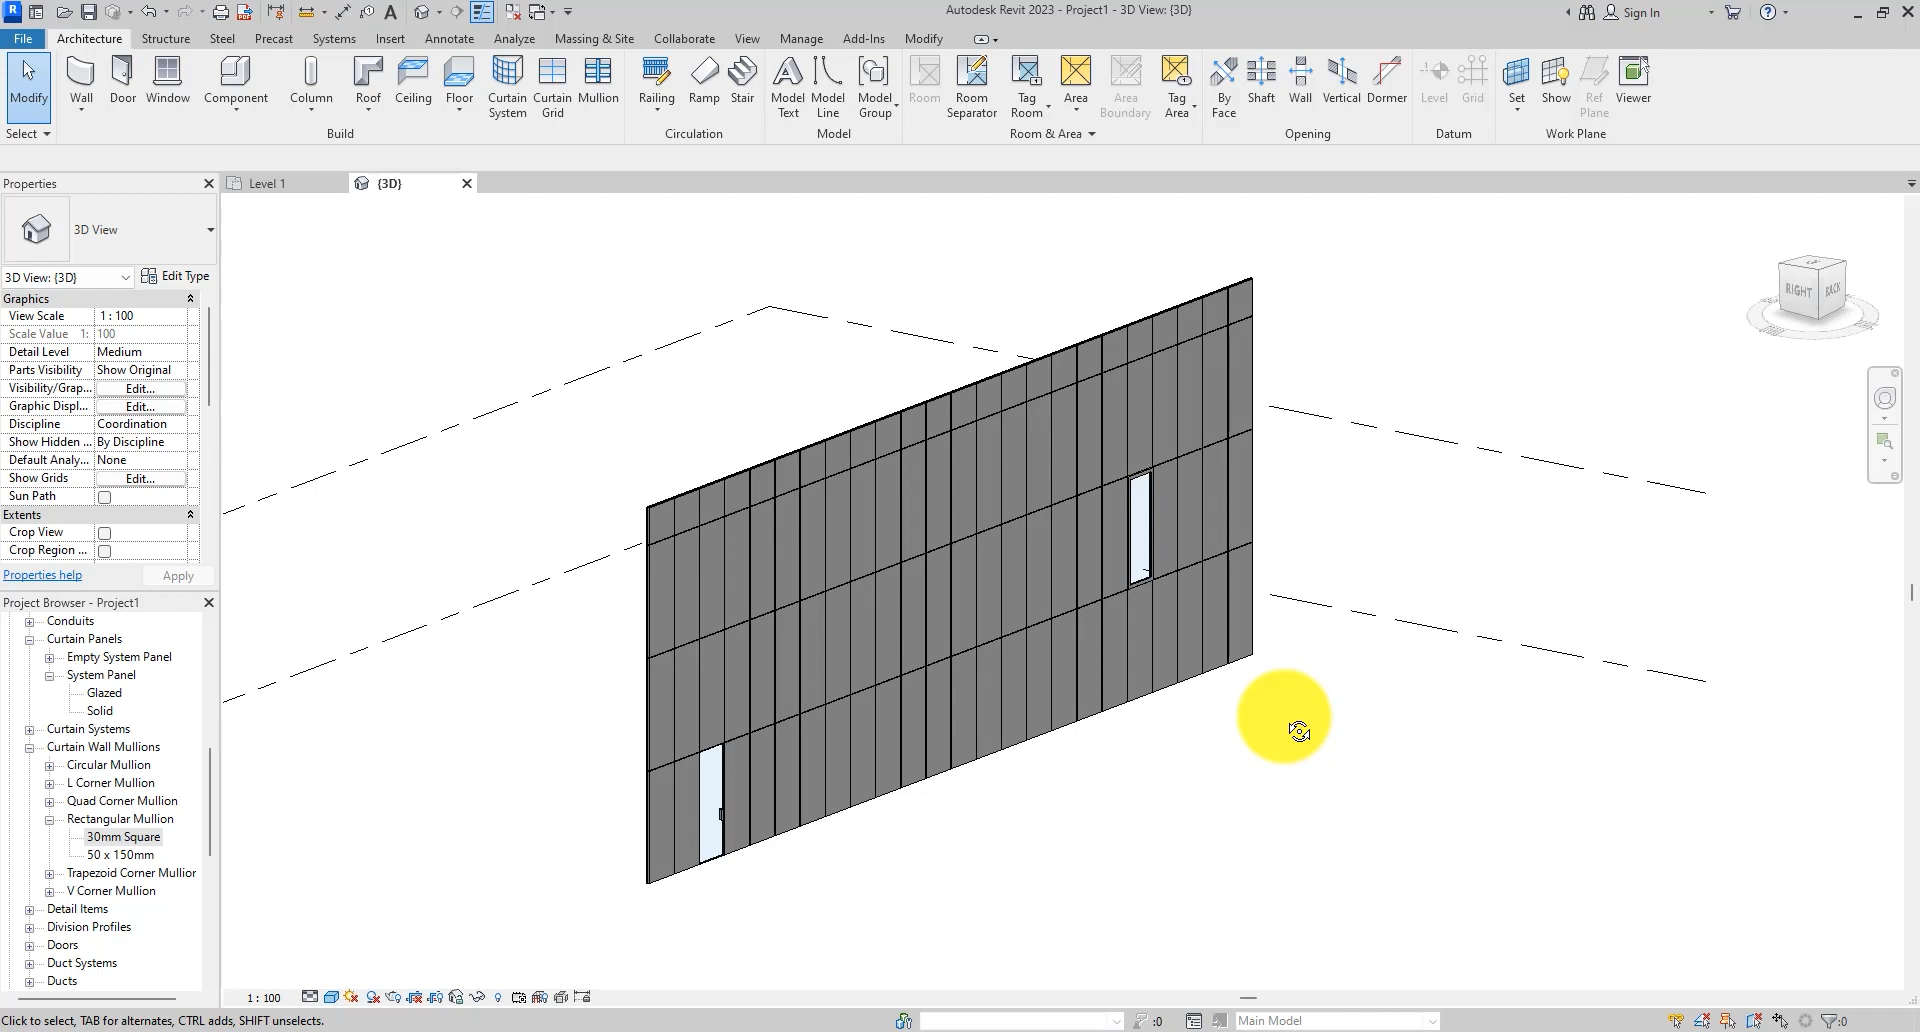 Autodesk Revit 2023 - Project1 - 3D View: {3D}
Sign In
File Architecture Structure Steel Precast Systems Insert Annotate Analyze Massing & Site Collaborate View Manage Add-Ins Modify
Modify Wall Door Window Component Column Roof Ceiling Floor Curtain System Curtain Grid Mullion Railing Ramp Stair Model Text Model Line Model Group Room Room Separator Tag Room Area Area Boundary Tag Area By Face Shaft Wall Vertical Dormer Level Grid Set Show Ref Plane Viewer
Select Build Circulation Model Room & Area Opening Datum Work Plane
Properties
Level 1
{3D}
3D View
3D View: {3D} Edit Type
Graphics
View Scale 1 : 100
Scale Value 1: 100
Detail Level Medium
Parts Visibility Show Original
Visibility/Grap... Edit...
Graphic Displ... Edit...
Discipline Coordination
Show Hidden ... By Discipline
Default Analy... None
Show Grids Edit...
Sun Path
Extents
Crop View
Crop Region ...
Properties help Apply
RIGHT BACK
Project Browser - Project1
Conduits
Curtain Panels
Empty System Panel
System Panel
Glazed
Solid
Curtain Systems
Curtain Wall Mullions
Circular Mullion
L Corner Mullion
Quad Corner Mullion
Rectangular Mullion
30mm Square
50 x 150mm
Trapezoid Corner Mullion
V Corner Mullion
Detail Items
Division Profiles
Doors
Duct Systems
Ducts
1 : 100
Click to select, TAB for alternates, CTRL adds, SHIFT unselects.
:0
Main Model
:0